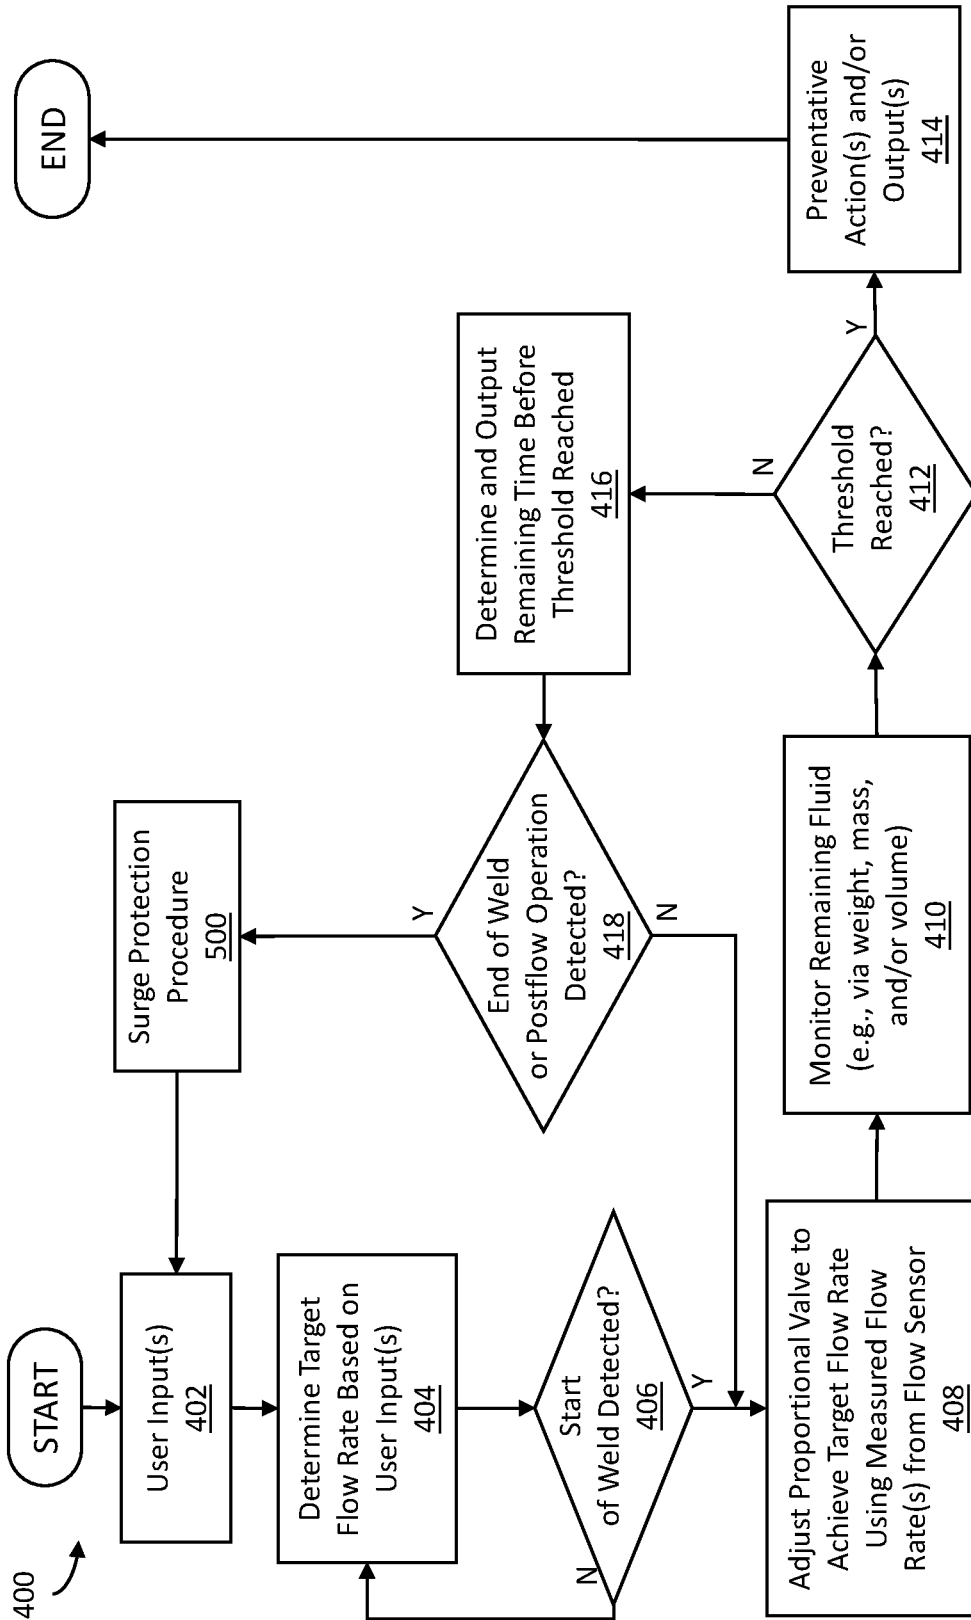 400
START
User Input(s)
402
Determine Target
Flow Rate Based on
User Input(s)
404
Start
of Weld Detected?
406
N
Y
Adjust Proportional Valve to
Achieve Target Flow Rate
Using Measured Flow
Rate(s) from Flow Sensor
408
Monitor Remaining Fluid
(e.g., via weight, mass,
and/or volume)
410
Threshold
Reached?
412
N
Y
Preventative
Action(s) and/or
Output(s)
414
END
Determine and Output
Remaining Time Before
Threshold Reached
416
End of Weld
or Postflow Operation
Detected?
418
Y
N
Surge Protection
Procedure
500